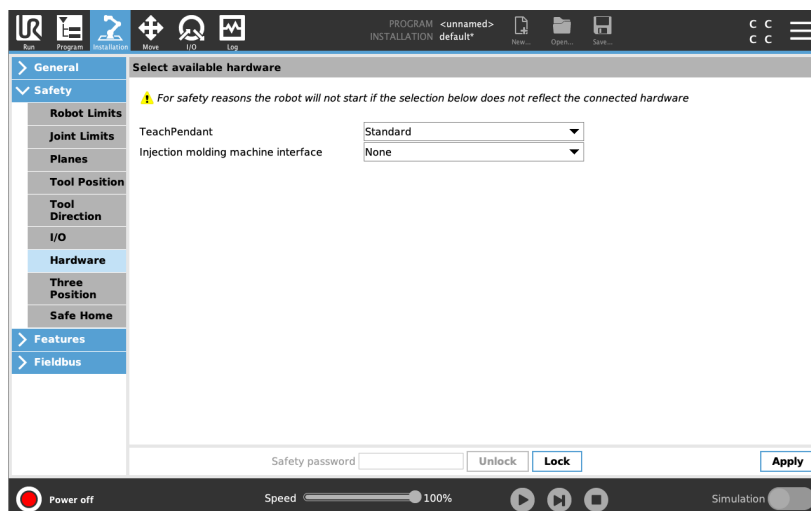 UR
Run
Program
Installation
Move
I/O
Log
PROGRAM <unnamed>
INSTALLATION default*
New...
Open...
Save...
C C
C C
General
Safety
Robot Limits
Joint Limits
Planes
Tool Position
Tool
Direction
I/O
Hardware
Three
Position
Safe Home
Features
Fieldbus
Select available hardware
For safety reasons the robot will not start if the selection below does not reflect the connected hardware
TeachPendant Standard
Injection molding machine interface None
Safety password Unlock Lock Apply
Power off
Speed 100%
Simulation